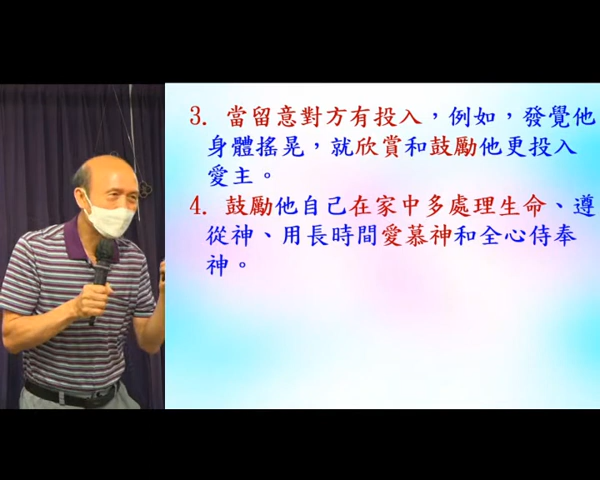 3. 當留意對方有投入，例如，發覺他
身體搖晃，就欣賞和鼓勵他更投入
愛主。
4. 鼓勵他自己在家中多處理生命、遵
從神、用長時間愛慕神和全心侍奉
神。